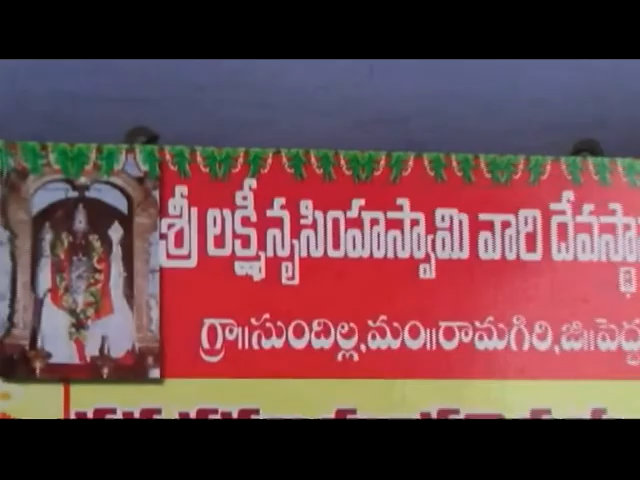 శ్రీ లక్ష్మీనృసింహస్వామి వారి దేవస్థా
గ్రా॥సుందిల్ల,మం॥రామగిరి,జి॥పెద్ద